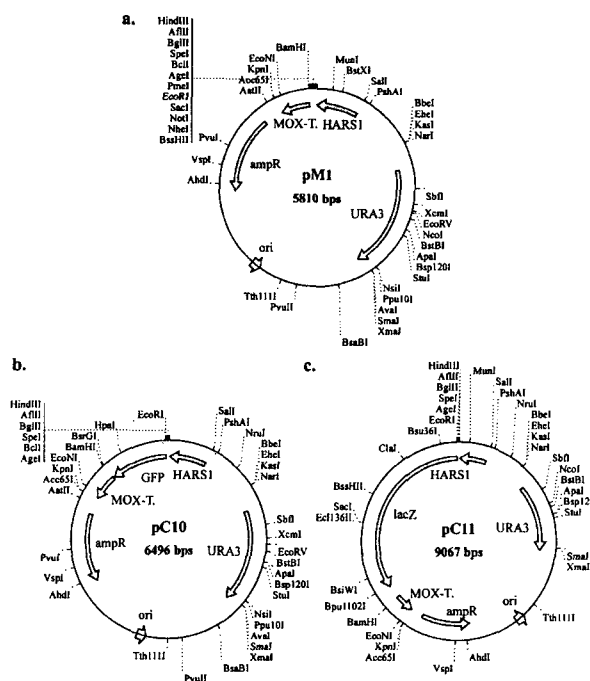 a.
HindIII
AflII
BglII
SpeI
BclI
AgeI
PmeI
EcoRI
SacI
NotI
NheI
BssHII
BamHI
EcoNI
KpnI
Acc65I
AatII
MunI
BstXI
SalI
PshAI
BbeI
EheI
KasI
NarI
PvuI
VspI
AhdI
MOX-T.
HARS1
ampR
pM1
5810 bps
URA3
SbfI
XcmI
EcoRV
NcoI
BstBI
ApaI
Bsp120I
StuI
ori
Tth111I
PvuII
NsiI
Ppu10I
AvaI
SmaI
XmaI
BsaBI
b.
HindIII
AflII
BglII
SpeI
BclI
AgeI
EcoRI
HpaI
BsrGI
BamHI
EcoNI
KpnI
Acc65I
AatII
SalI
PshAI
NruI
BbeI
EheI
KasI
NarI
GFP
HARS1
MOX-T.
ampR
pC10
6496 bps
URA3
SbfI
XcmI
EcoRV
BstBI
ApaI
Bsp120I
StuI
PvuI
VspI
AhdI
ori
NsiI
Ppu10I
AvaI
SmaI
XmaI
Tth111I
BsaBI
PvuII
c.
HindIII
AflII
BglII
SpeI
AgeI
EcoRI
Bsu36I
ClaI
MunI
SalI
PshAI
NruI
BbeI
EheI
KasI
NarI
HARS1
BssHII
SacI
Ecl136II
lacZ
SbfI
NcoI
BstBI
ApaI
Bsp12
StuI
URA3
pC11
9067 bps
SmaI
XmaI
BsiWI
Bpu1102I
BamHI
EcoNI
KpnI
Acc65I
MOX-T.
ampR
ori
Tth111I
VspI
AhdI